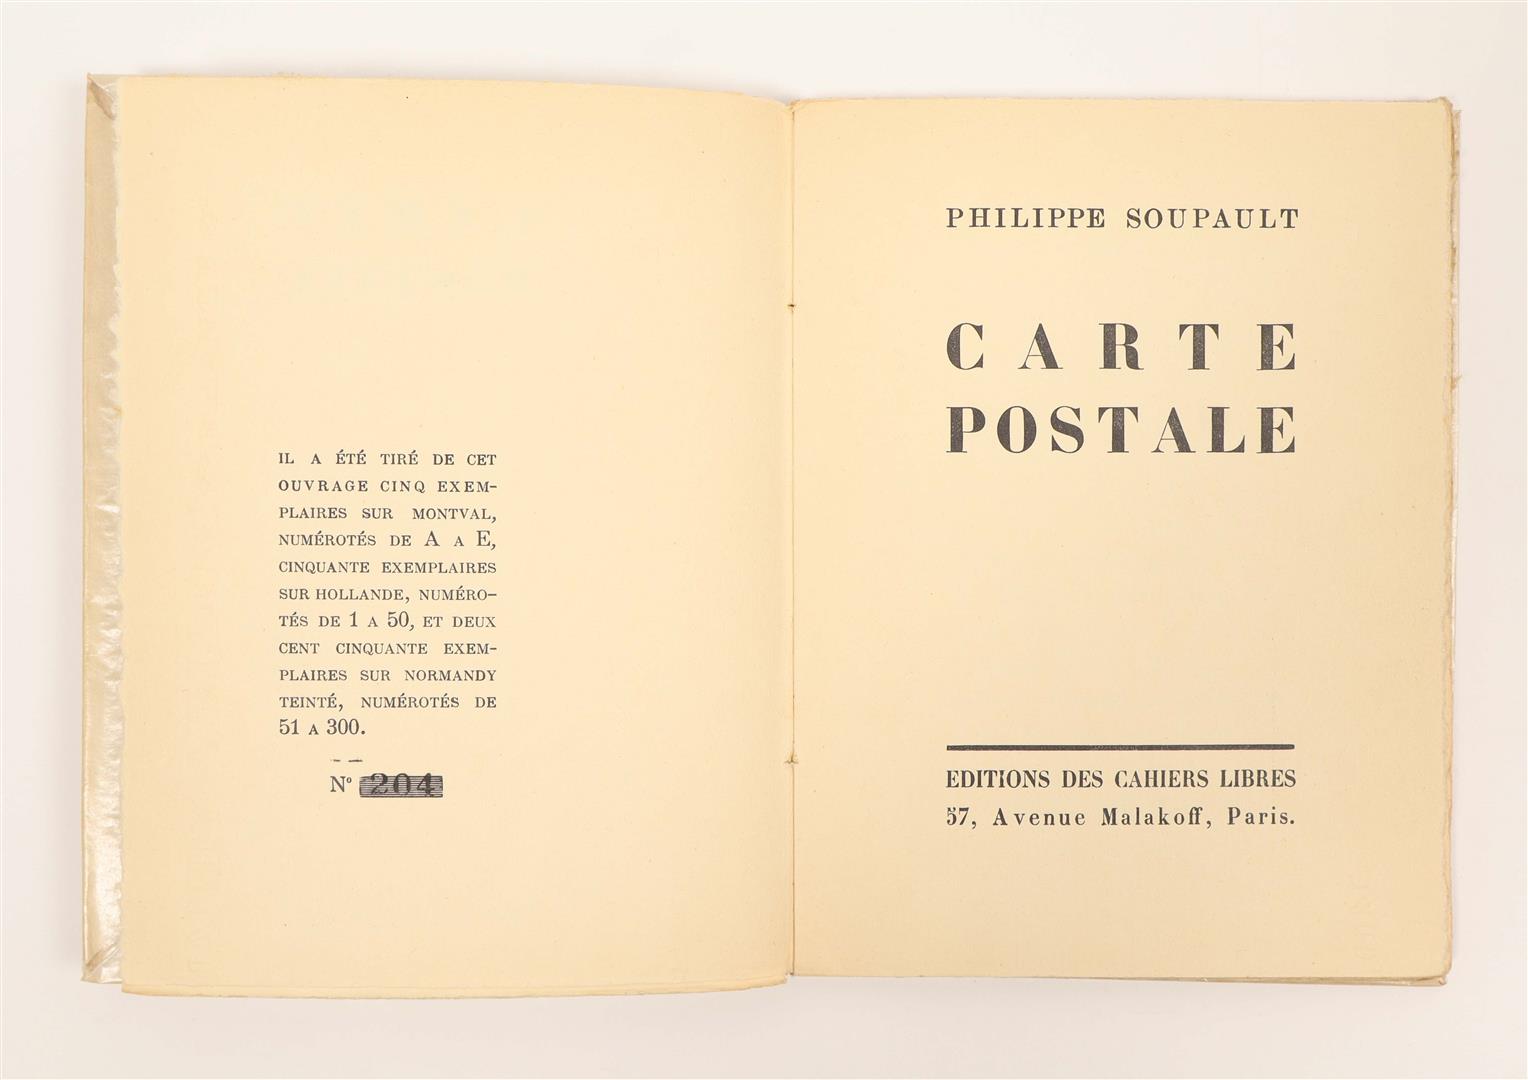 IL A ÉTÉ TIRÉ DE CET
OUVRAGE CINQ EXEM-
PLAIRES SUR MONTVAL,
NUMÉROTÉS DE A A E,
CINQUANTE EXEMPLAIRES
SUR HOLLANDE, NUMÉRO-
TÉS DE 1 A 50, ET DEUX
CENT CINQUANTE EXEM-
PLAIRES SUR NORMANDY
TEINTÉ, NUMÉROTÉS DE
51 A 300.
Nº 204
PHILIPPE SOUPAULT
CARTE
POSTALE
EDITIONS DES CAHIERS LIBRES
57, Avenue Malakoff, Paris.